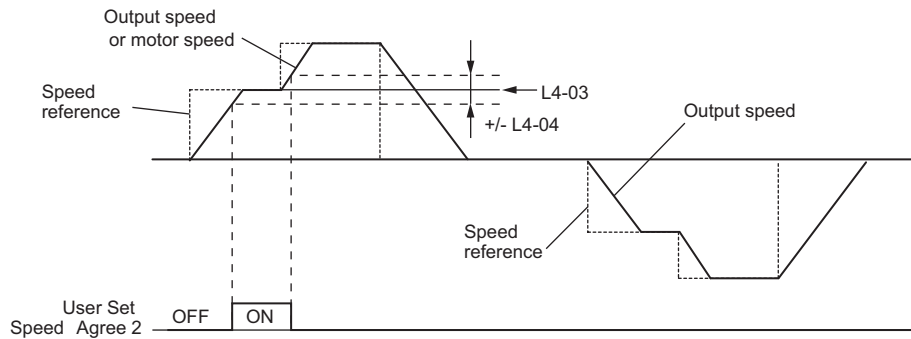 Output speed
or motor speed
Speed
reference
L4-03
+/- L4-04
Output speed
Speed
reference
User Set
Speed Agree 2
OFF
ON